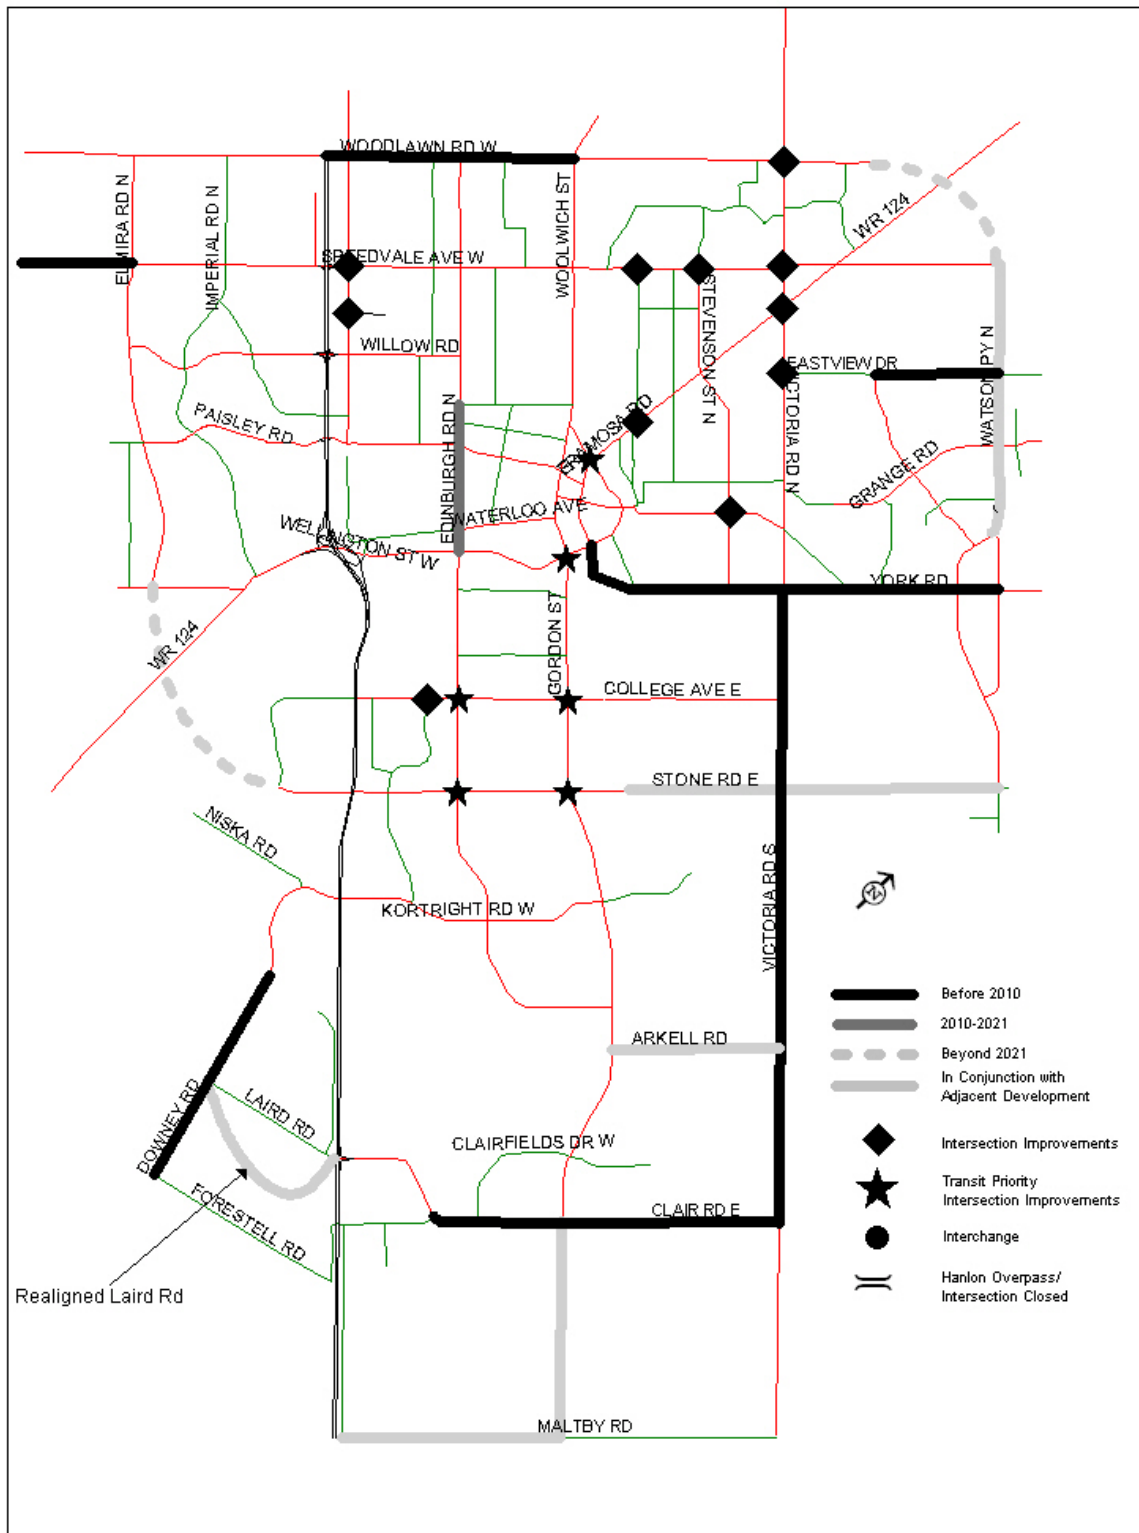 WOODLAWN RD W
ELMIRA RD N
IMPERIAL RD N
WOOLWICH ST
WR 124
SPEEDVALE AVE W
STEVENSON ST N
WATSON PY N
WILLOW RD
EASTVIEW DR
VICTORIA RD N
PAISLEY RD
EDINBURGH RD N
ERAMOSA RD
GRANGE RD
WATERLOO AVE
WELLINGTON ST W
YORK RD
WR 124
GORDON ST
COLLEGE AVE E
STONE RD E
NISKA RD
VICTORIA RD S
N
KORTRIGHT RD W
Before 2010
2010-2021
ARKELL RD
Beyond 2021
In Conjunction with
Adjacent Development
DOWNEY RD
LAIRD RD
CLAIRFIELDS DR W
Intersection Improvements
Transit Priority
Intersection Improvements
FORESTELL RD
CLAIR RD E
Interchange
Hanlon Overpass/
Intersection Closed
Realigned Laird Rd
MALTBY RD